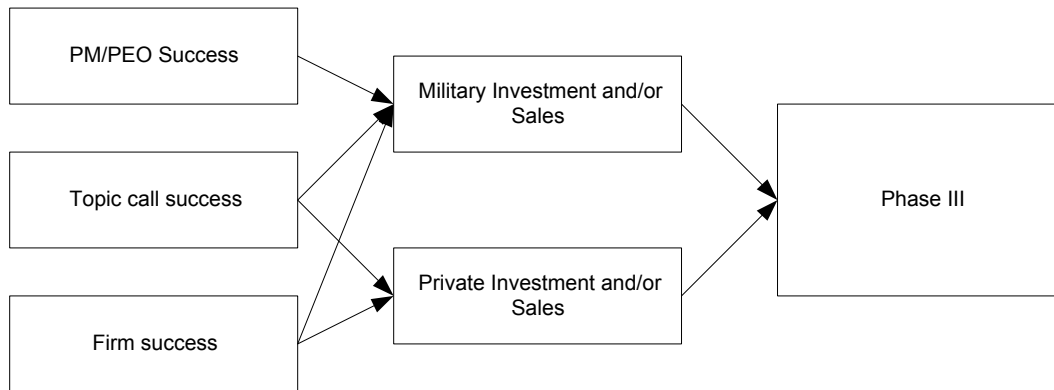 PM/PEO Success
Military Investment and/or
Sales
Topic call success
Phase III
Private Investment and/or
Sales
Firm success